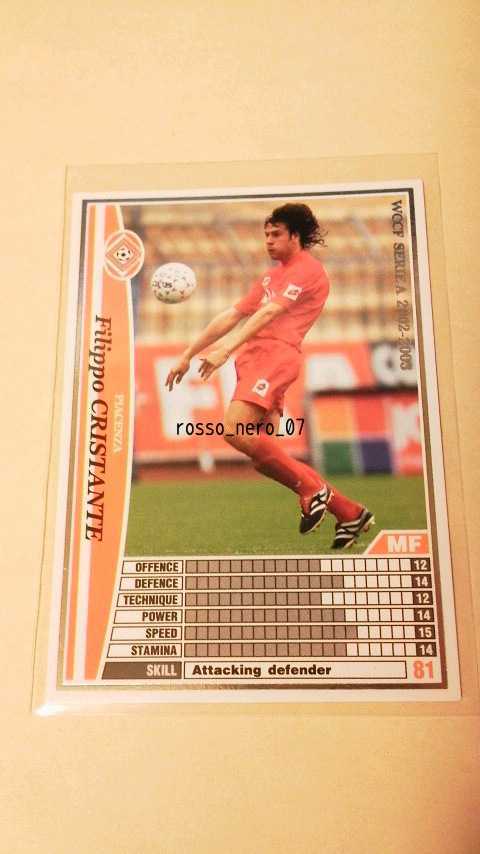 WCCF SERIE A 2002-2003
Filippo CRISTANTE
PIACENZA
rosso_nero_07
MF
OFFENCE 12
DEFENCE 14
TECHNIQUE 12
POWER 14
SPEED 15
STAMINA 14
SKILL Attacking defender 81